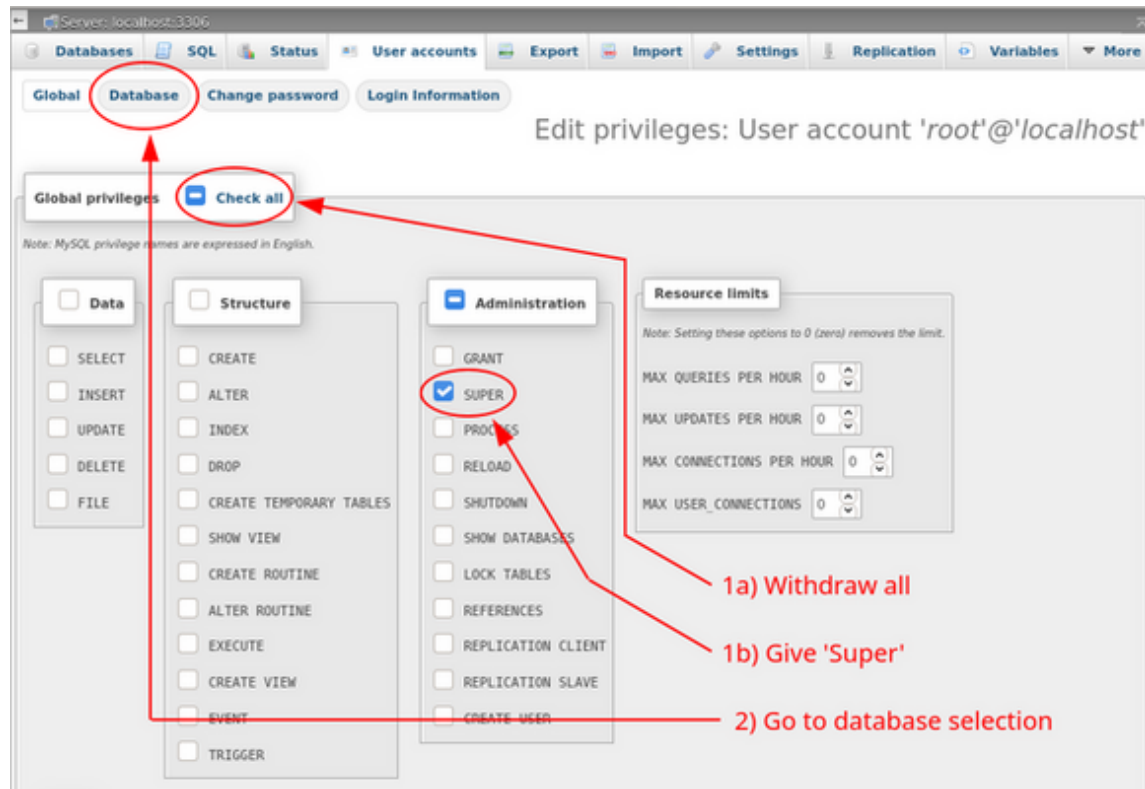 Server: localhost:3306
Databases SQL Status User accounts Export Import Settings Replication Variables More
Global Database Change password Login Information
Edit privileges: User account 'root'@'localhost'
Global privileges Check all
Note: MySQL privilege names are expressed in English.
Data
SELECT
INSERT
UPDATE
DELETE
FILE
Structure
CREATE
ALTER
INDEX
DROP
CREATE TEMPORARY TABLES
SHOW VIEW
CREATE ROUTINE
ALTER ROUTINE
EXECUTE
CREATE VIEW
EVENT
TRIGGER
Administration
GRANT
SUPER
PROCESS
RELOAD
SHUTDOWN
SHOW DATABASES
LOCK TABLES
REFERENCES
REPLICATION CLIENT
REPLICATION SLAVE
CREATE USER
Resource limits
Note: Setting these options to 0 (zero) removes the limit.
MAX QUERIES PER HOUR 0
MAX UPDATES PER HOUR 0
MAX CONNECTIONS PER HOUR 0
MAX USER_CONNECTIONS 0
1a) Withdraw all
1b) Give 'Super'
2) Go to database selection